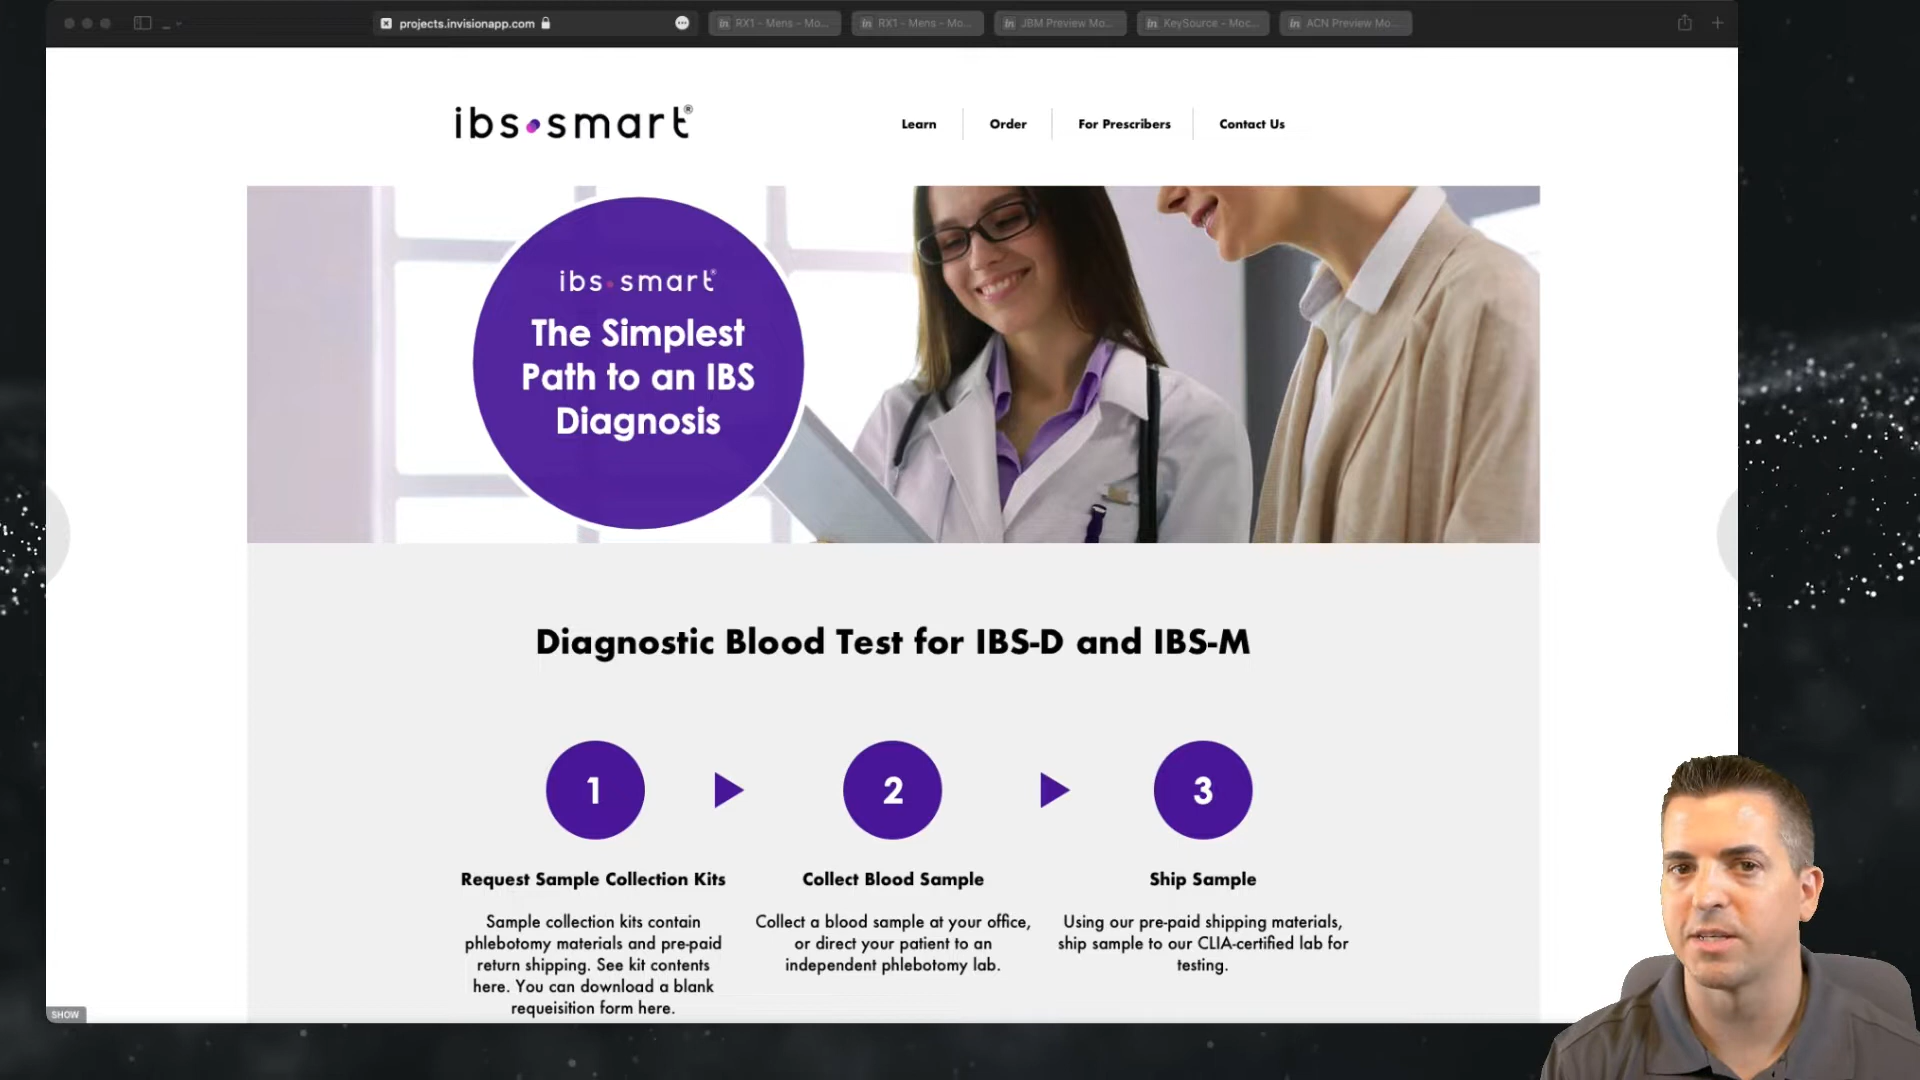 projects.invisionapp.com
in RX1 - Mens - Mo...
in RX1 - Mens - Mo...
in JBM Preview Mo...
in KeySource - Moc...
in ACN Preview Mo...
ibs smart®
Learn
Order
For Prescribers
Contact Us
ibs smart®
The Simplest
Path to an IBS
Diagnosis
Diagnostic Blood Test for IBS-D and IBS-M
1
2
3
Request Sample Collection Kits
Sample collection kits contain
phlebotomy materials and pre-paid
return shipping. See kit contents
here. You can download a blank
requeisition form here.
Collect Blood Sample
Collect a blood sample at your office,
or direct your patient to an
independent phlebotomy lab.
Ship Sample
Using our pre-paid shipping materials,
ship sample to our CLIA-certified lab for
testing.
SHOW